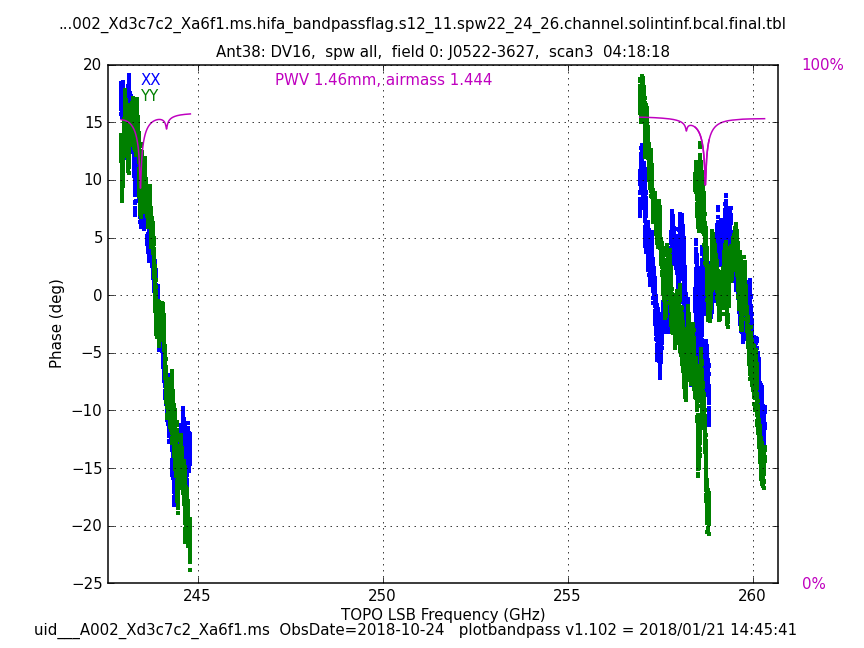 ...002_Xd3c7c2_Xa6f1.ms.hifa_bandpassflag.s12_11.spw22_24_26.channel.solintinf.bcal.final.tbl
Ant38: DV16,  spw all,  field 0: J0522-3627,  scan3  04:18:18
20
100%
XX
PWV 1.46mm, airmass 1.444
YY
15
10
5
0
Phase (deg)
−5
−10
−15
−20
−25
0%
245
250
255
260
TOPO LSB Frequency (GHz)
uid___A002_Xd3c7c2_Xa6f1.ms  ObsDate=2018-10-24   plotbandpass v1.102 = 2018/01/21 14:45:41